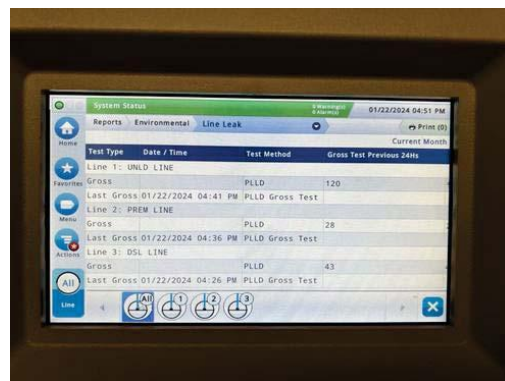 System Status
0 Warning(s)
0 Alarm(s)
01/22/2024 04:51 PM
Reports Environmental Line Leak
Print (0)
Current Month
Test Type Date / Time Test Method Gross Test Previous 24Hs
Line 1: UNLD LINE
Gross PLLD 120
Last Gross 01/22/2024 04:41 PM PLLD Gross Test
Line 2: PREM LINE
Gross PLLD 28
Last Gross 01/22/2024 04:36 PM PLLD Gross Test
Line 3: DSL LINE
Gross PLLD 43
Last Gross 01/22/2024 04:26 PM PLLD Gross Test
Home
Favorites
Menu
Actions
All
Line
All 1 2 3